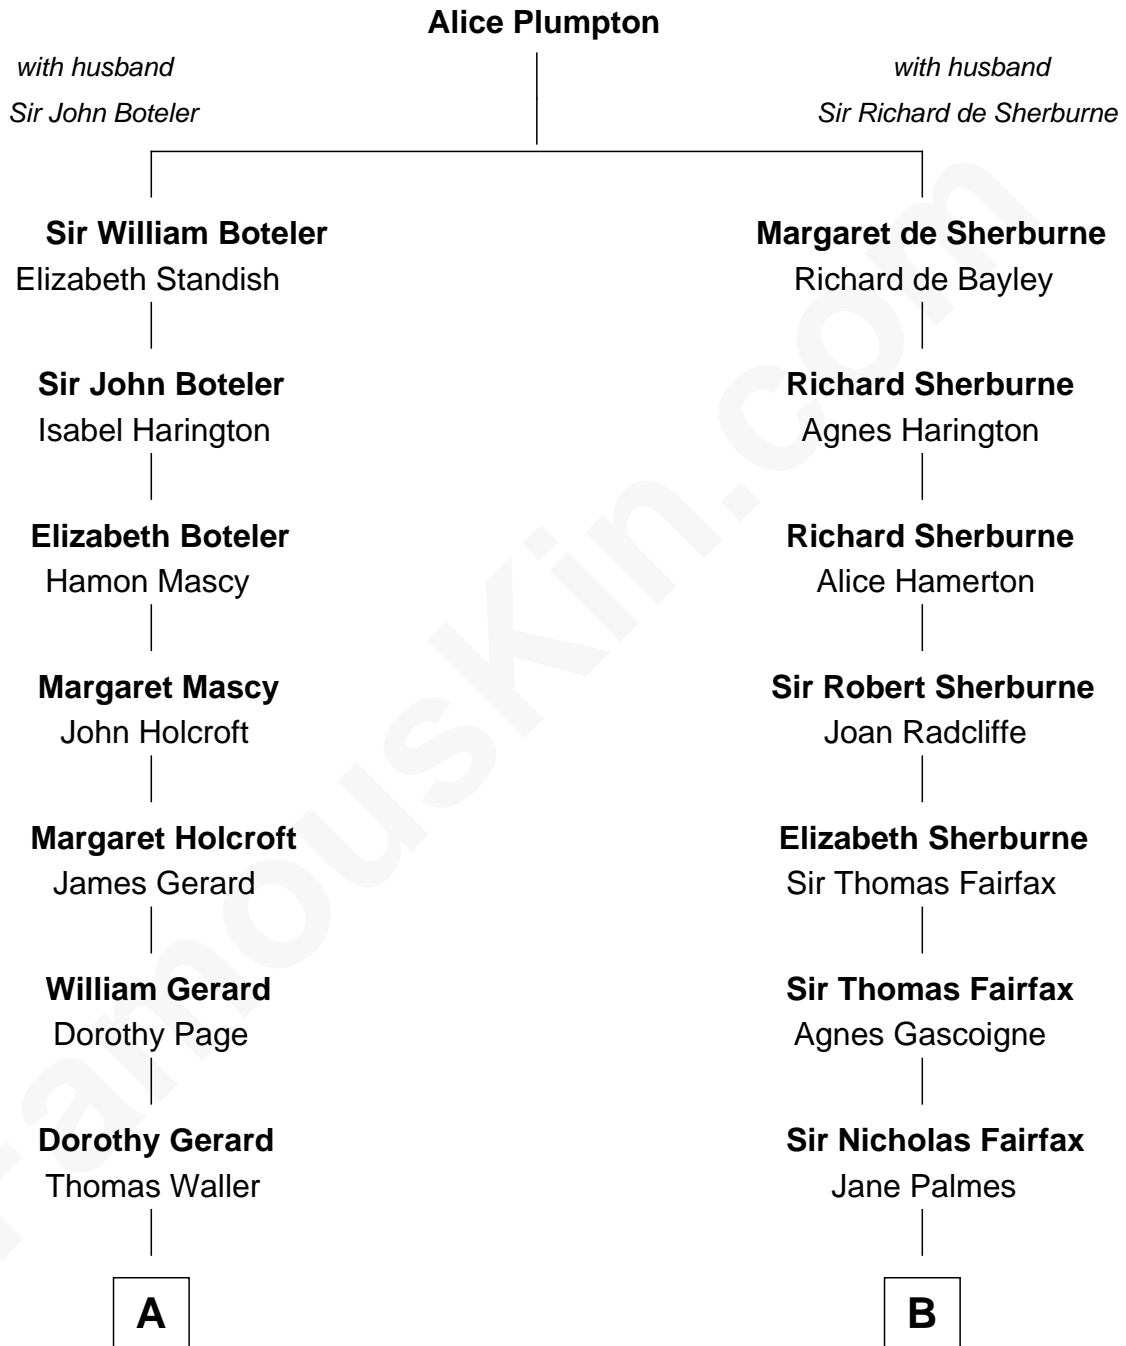 Alice Plumpton
with husband
Sir John Boteler
with husband
Sir Richard de Sherburne
Sir William Boteler
Elizabeth Standish
Margaret de Sherburne
Richard de Bayley
Sir John Boteler
Isabel Harington
Richard Sherburne
Agnes Harington
Elizabeth Boteler
Hamon Mascy
Richard Sherburne
Alice Hamerton
Margaret Mascy
John Holcroft
Sir Robert Sherburne
Joan Radcliffe
Margaret Holcroft
James Gerard
Elizabeth Sherburne
Sir Thomas Fairfax
William Gerard
Dorothy Page
Sir Thomas Fairfax
Agnes Gascoigne
Dorothy Gerard
Thomas Waller
Sir Nicholas Fairfax
Jane Palmes
A
B
FamousKin.com